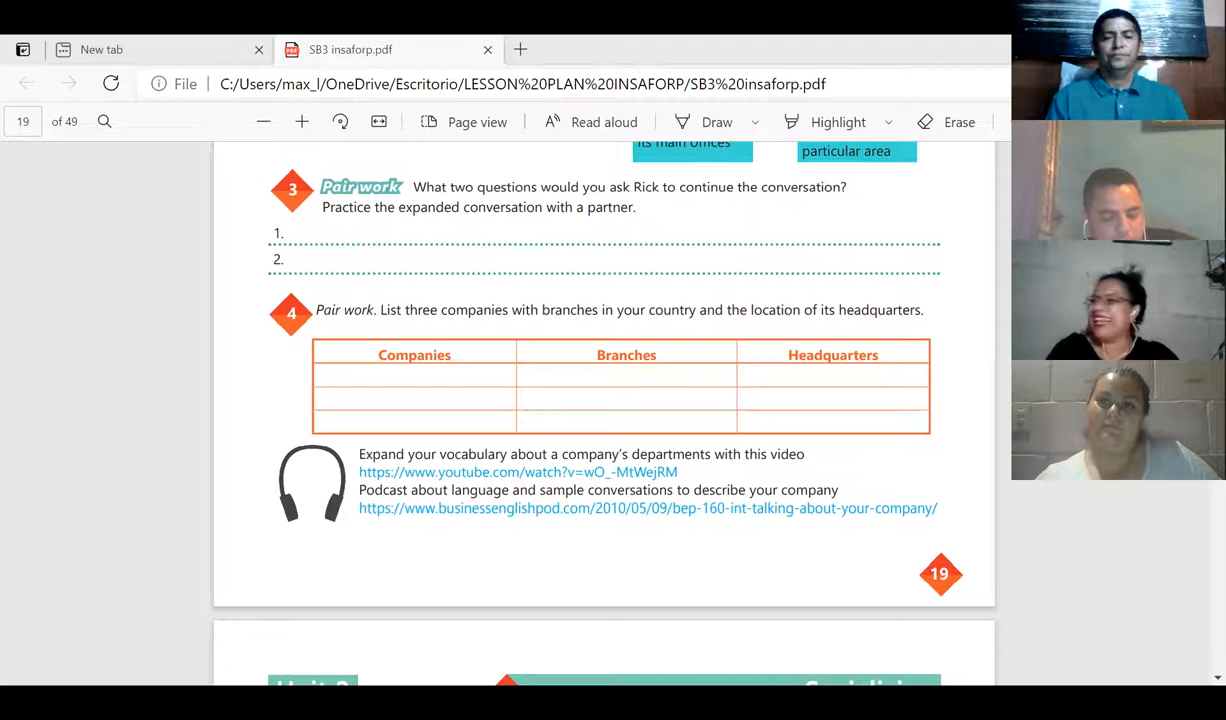 New tab
SB3 insaforp.pdf
File
C:/Users/max_l/OneDrive/Escritorio/LESSON%20PLAN%20INSAFORP/SB3%20insaforp.pdf
19 of 49
Page view
Read aloud
Draw
Highlight
Erase
its main offices
particular area
3 Pair work What two questions would you ask Rick to continue the conversation?
Practice the expanded conversation with a partner.
1.
2.
4 Pair work. List three companies with branches in your country and the location of its headquarters.
Companies Branches Headquarters
Expand your vocabulary about a company's departments with this video
https://www.youtube.com/watch?v=wO_-MtWejRM
Podcast about language and sample conversations to describe your company
https://www.businessenglishpod.com/2010/05/09/bep-160-int-talking-about-your-company/
19